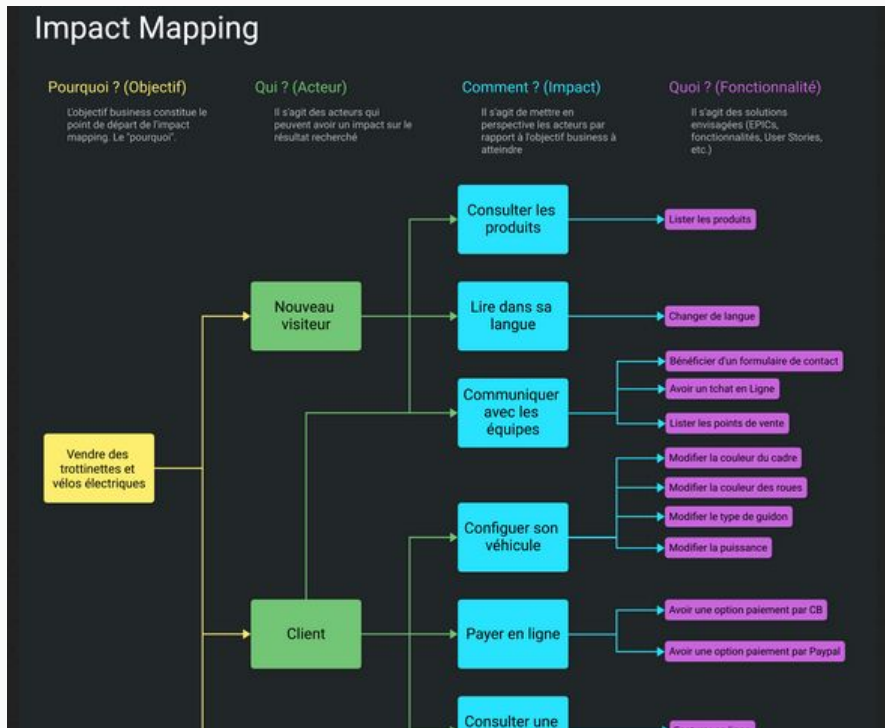 Impact Mapping
Pourquoi ? (Objectif)
L'objectif business constitue le
point de départ de l'impact
mapping. Le "pourquoi".
Qui ? (Acteur)
Il s'agit des acteurs qui
peuvent avoir un impact sur le
résultat recherché
Comment ? (Impact)
Il s'agit de mettre en
perspective les acteurs par
rapport à l'objectif business à
atteindre
Quoi ? (Fonctionnalité)
Il s'agit des solutions
envisagées (EPICs,
fonctionnalités, User Stories,
etc.)
Vendre des
trottinettes et
vélos électriques
Nouveau
visiteur
Client
Consulter les
produits
Lire dans sa
langue
Communiquer
avec les
équipes
Configuer son
véhicule
Payer en ligne
Consulter une
Lister les produits
Changer de langue
Bénéficier d'un formulaire de contact
Avoir un tchat en Ligne
Lister les points de vente
Modifier la couleur du cadre
Modifier la couleur des roues
Modifier le type de guidon
Modifier la puissance
Avoir une option paiement par CB
Avoir une option paiement par Paypal